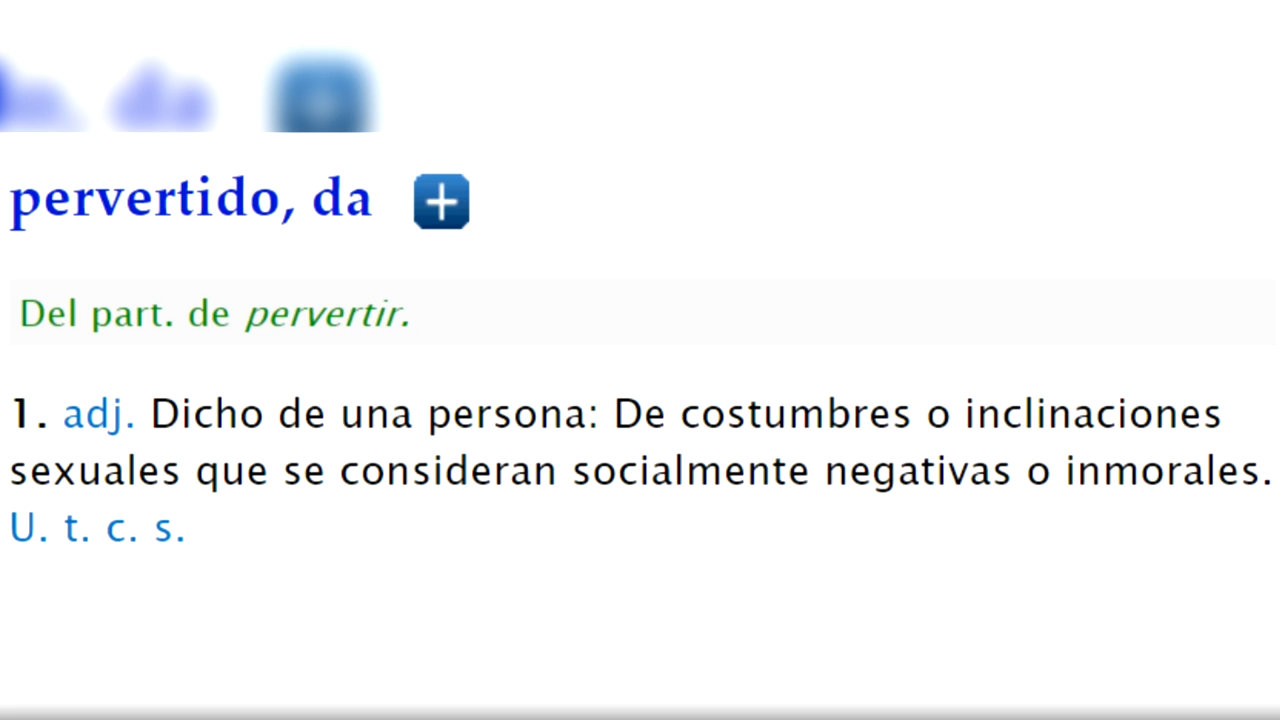 da
pervertido, da
Del part. de pervertir.
1. adj. Dicho de una persona: De costumbres o inclinaciones
sexuales que se consideran socialmente negativas o inmorales.
U. t. c. s.